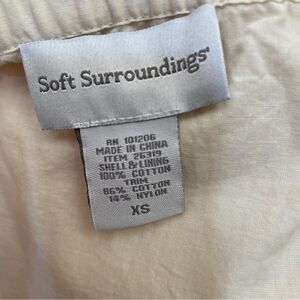 Soft Surroundings®
RN 101206
MADE IN CHINA
ITEM 26319
SHELL&LINING
100% COTTON
TRIM
86% COTTON
14% NYLON
XS